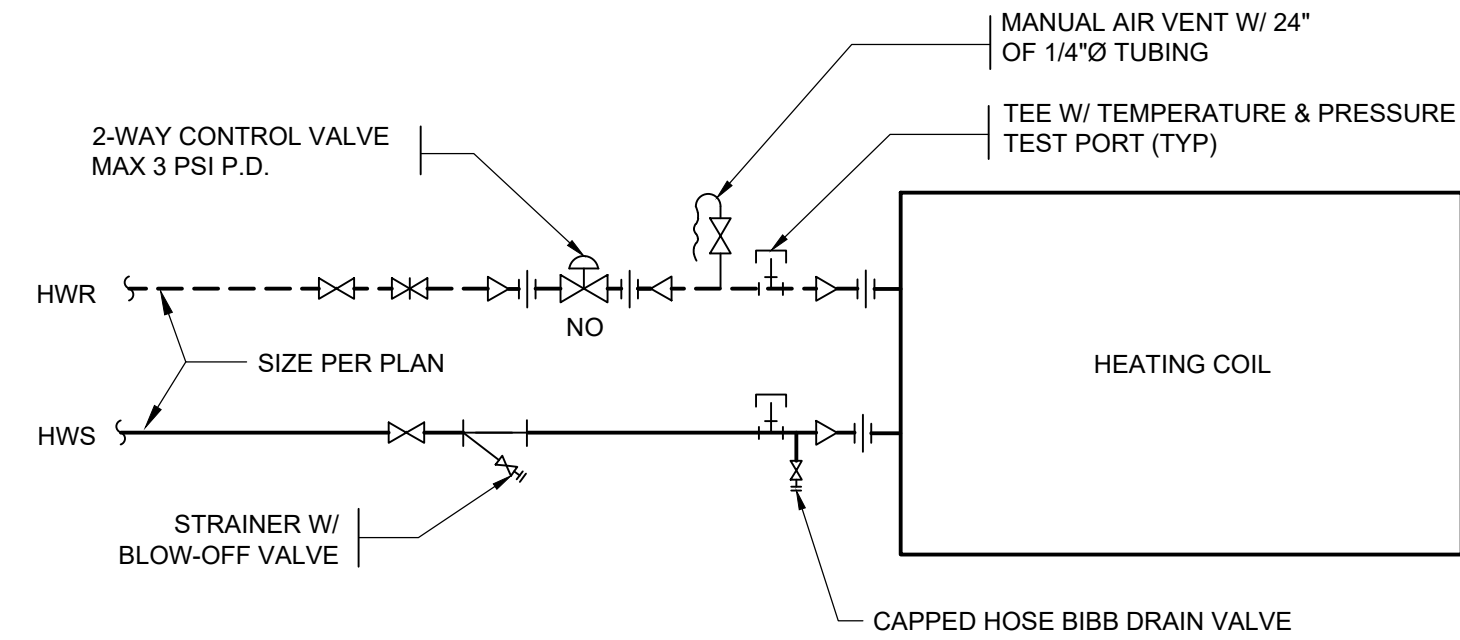 MANUAL AIR VENT W/ 24"
OF 1/4"Ø TUBING
TEE W/ TEMPERATURE & PRESSURE
TEST PORT (TYP)
2-WAY CONTROL VALVE
MAX 3 PSI P.D.
HWR
NO
SIZE PER PLAN
HEATING COIL
HWS
STRAINER W/
BLOW-OFF VALVE
CAPPED HOSE BIBB DRAIN VALVE